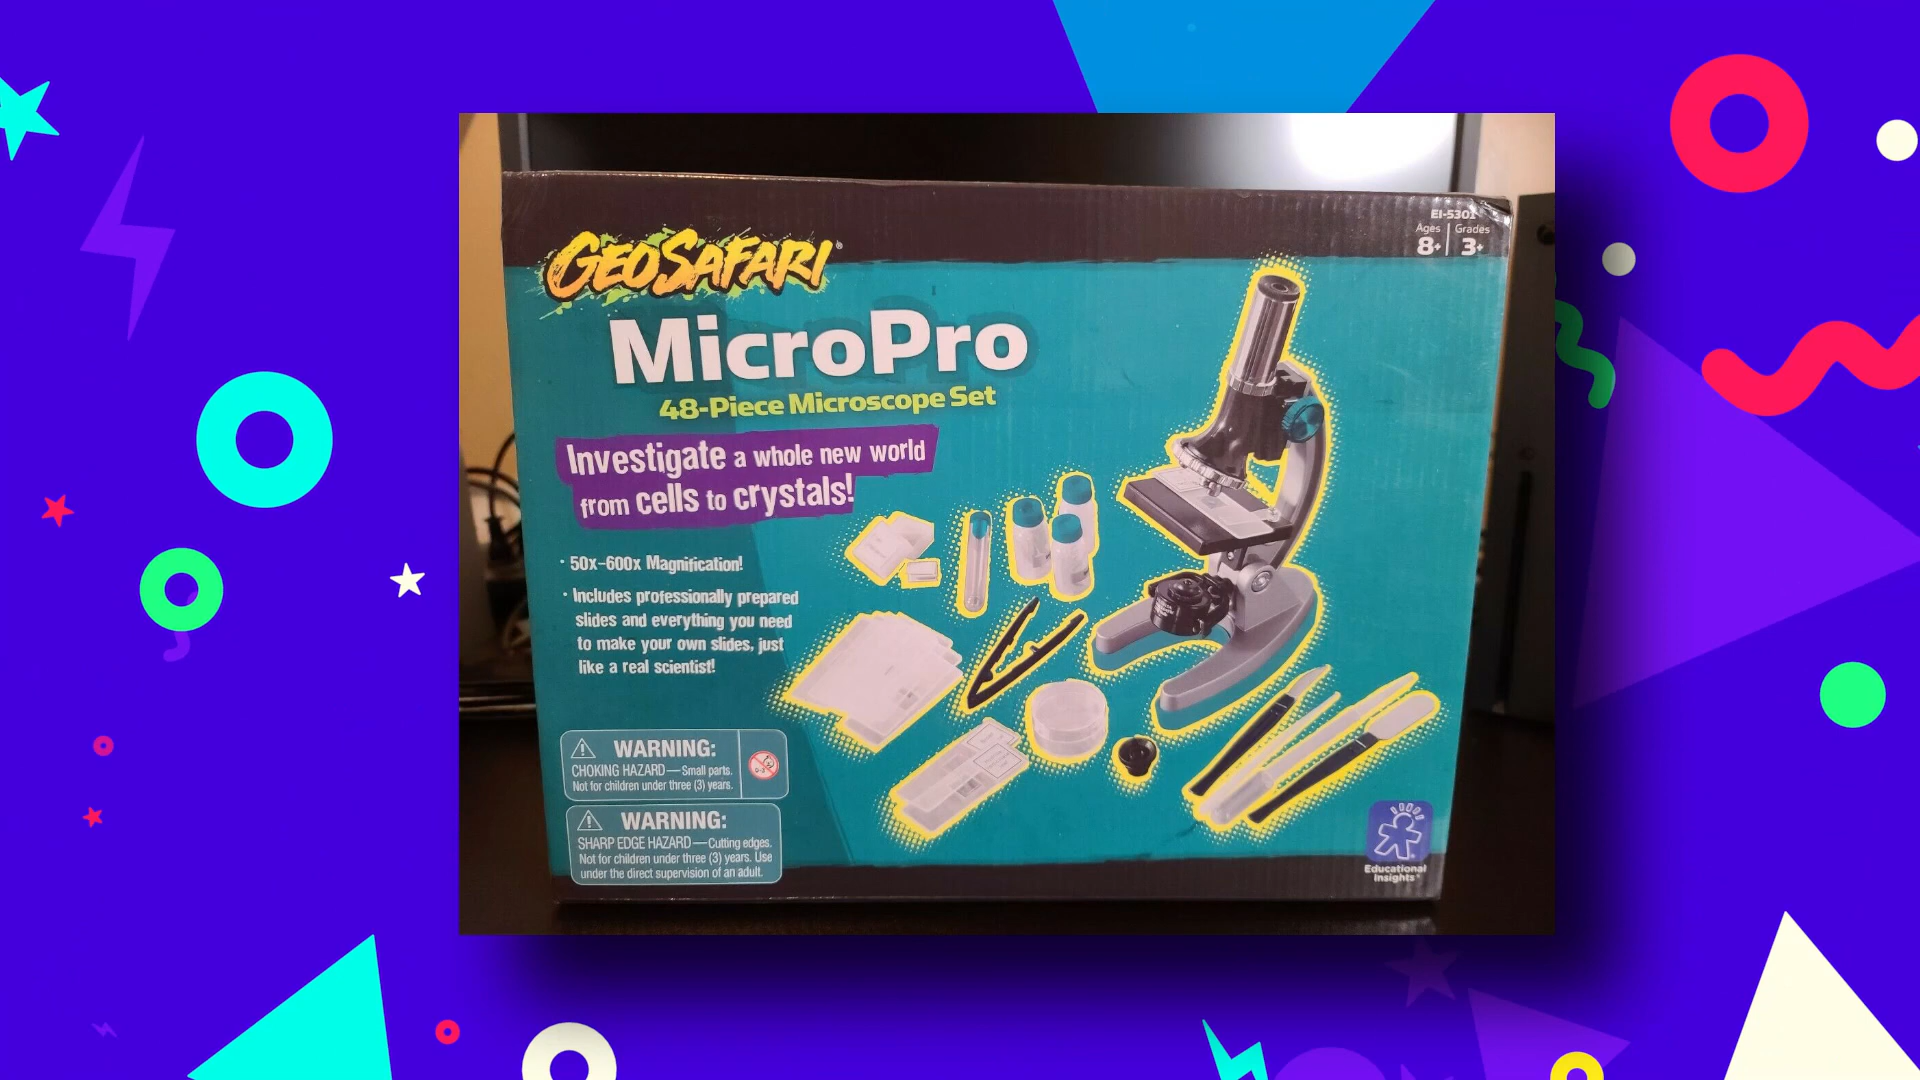 EI-5301
Ages | Grades
8+ | 3+
GEOSAFARI®
MicroPro
48-Piece Microscope Set
Investigate a whole new world
from cells to crystals!
· 50x–600x Magnification!
· Includes professionally prepared
slides and everything you need
to make your own slides, just
like a real scientist!
WARNING:
CHOKING HAZARD—Small parts.
Not for children under three (3) years.
0-3
WARNING:
SHARP EDGE HAZARD—Cutting edges.
Not for children under three (3) years. Use
under the direct supervision of an adult.
Educational
Insights®